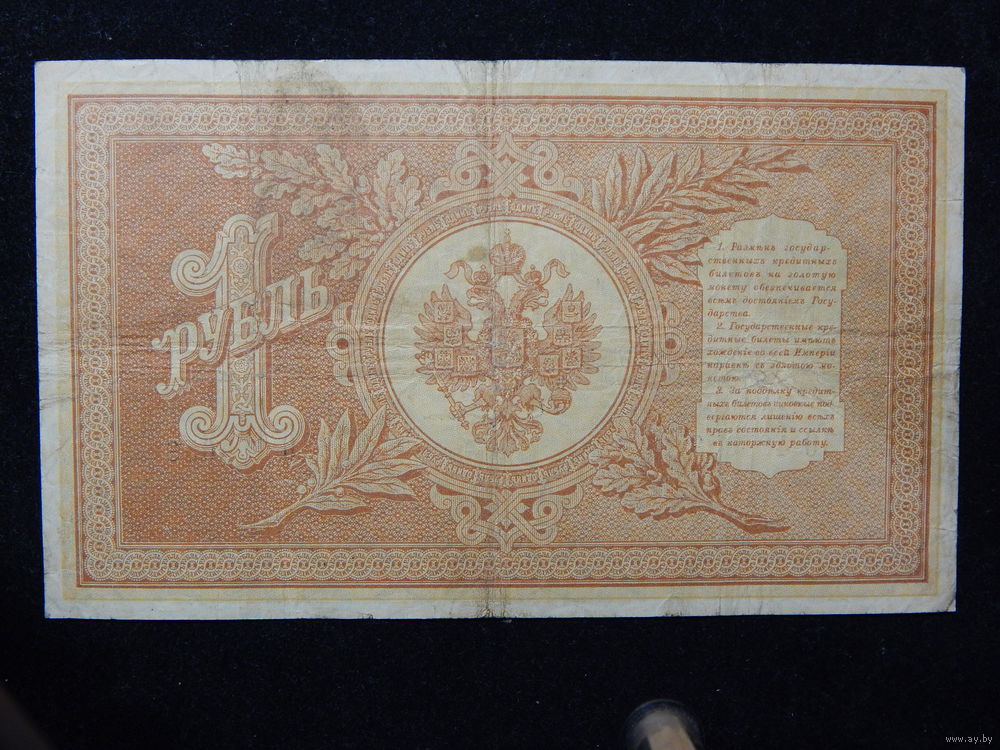 1
РУБЛЬ
1. Размѣнъ государ-
ственныхъ кредитныхъ
билетовъ на золотую
монету обезпечивается
всѣмъ достояніемъ Госу-
дарства.
2. Государственные кре-
дитные билеты имѣютъ
хожденіе во всей Имперіи
наравнѣ съ золотою мо-
нетою.
3. За поддѣлку кредит-
ныхъ билетовъ виновные под-
вергаются лишенію всѣхъ
правъ состоянія и ссылкѣ
въ каторжную работу.
www.ay.by